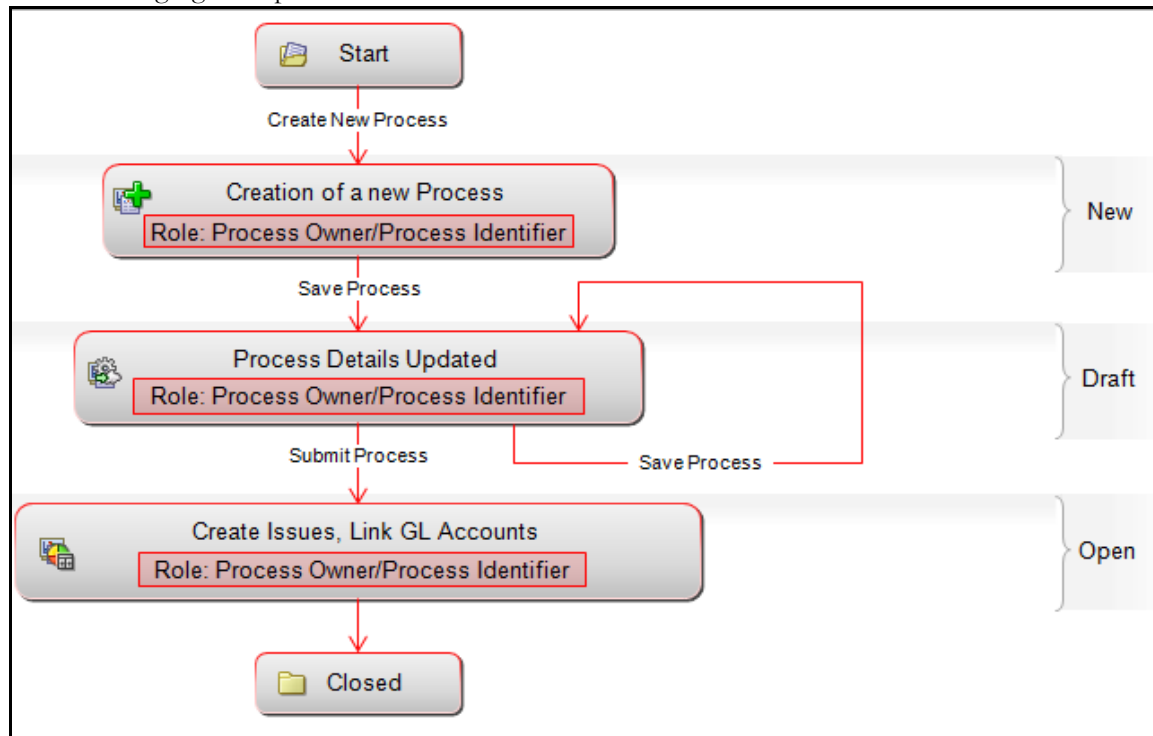 Start
Create New Process
Creation of a new Process
Role: Process Owner/Process Identifier
New
Save Process
Process Details Updated
Role: Process Owner/Process Identifier
Draft
Submit Process
Save Process
Create Issues, Link GL Accounts
Role: Process Owner/Process Identifier
Open
Closed